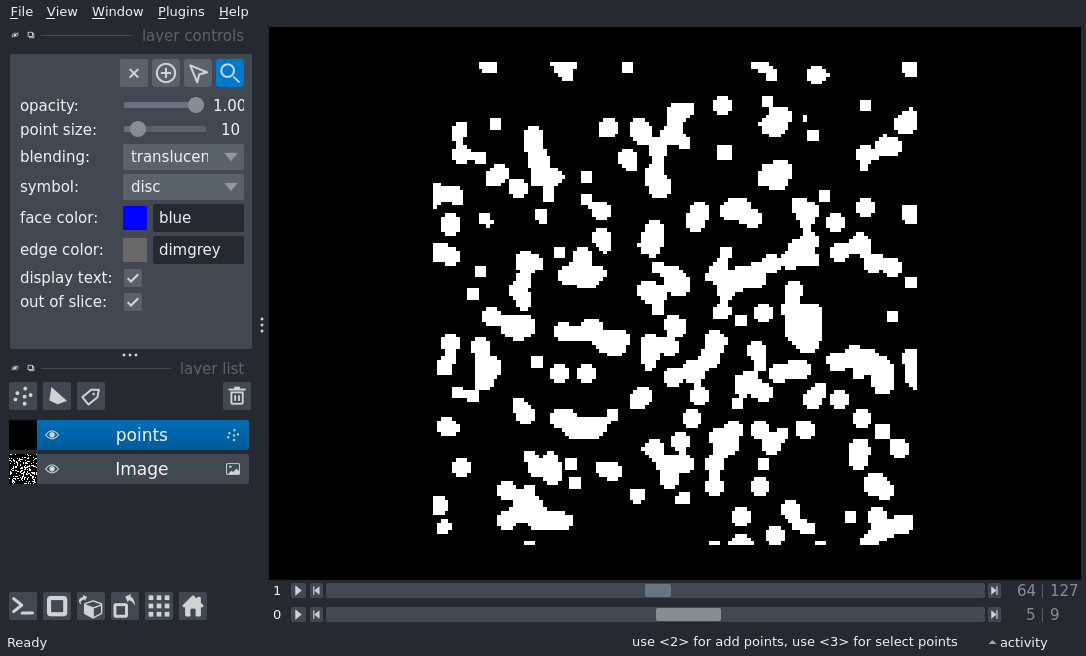 File View Window Plugins Help
layer controls
opacity: 1.00
point size: 10
blending: translucen
symbol: disc
face color: blue
edge color: dimgrey
display text:
out of slice:
layer list
points
Image
1 64 127
0 5 9
Ready use <2> for add points, use <3> for select points activity